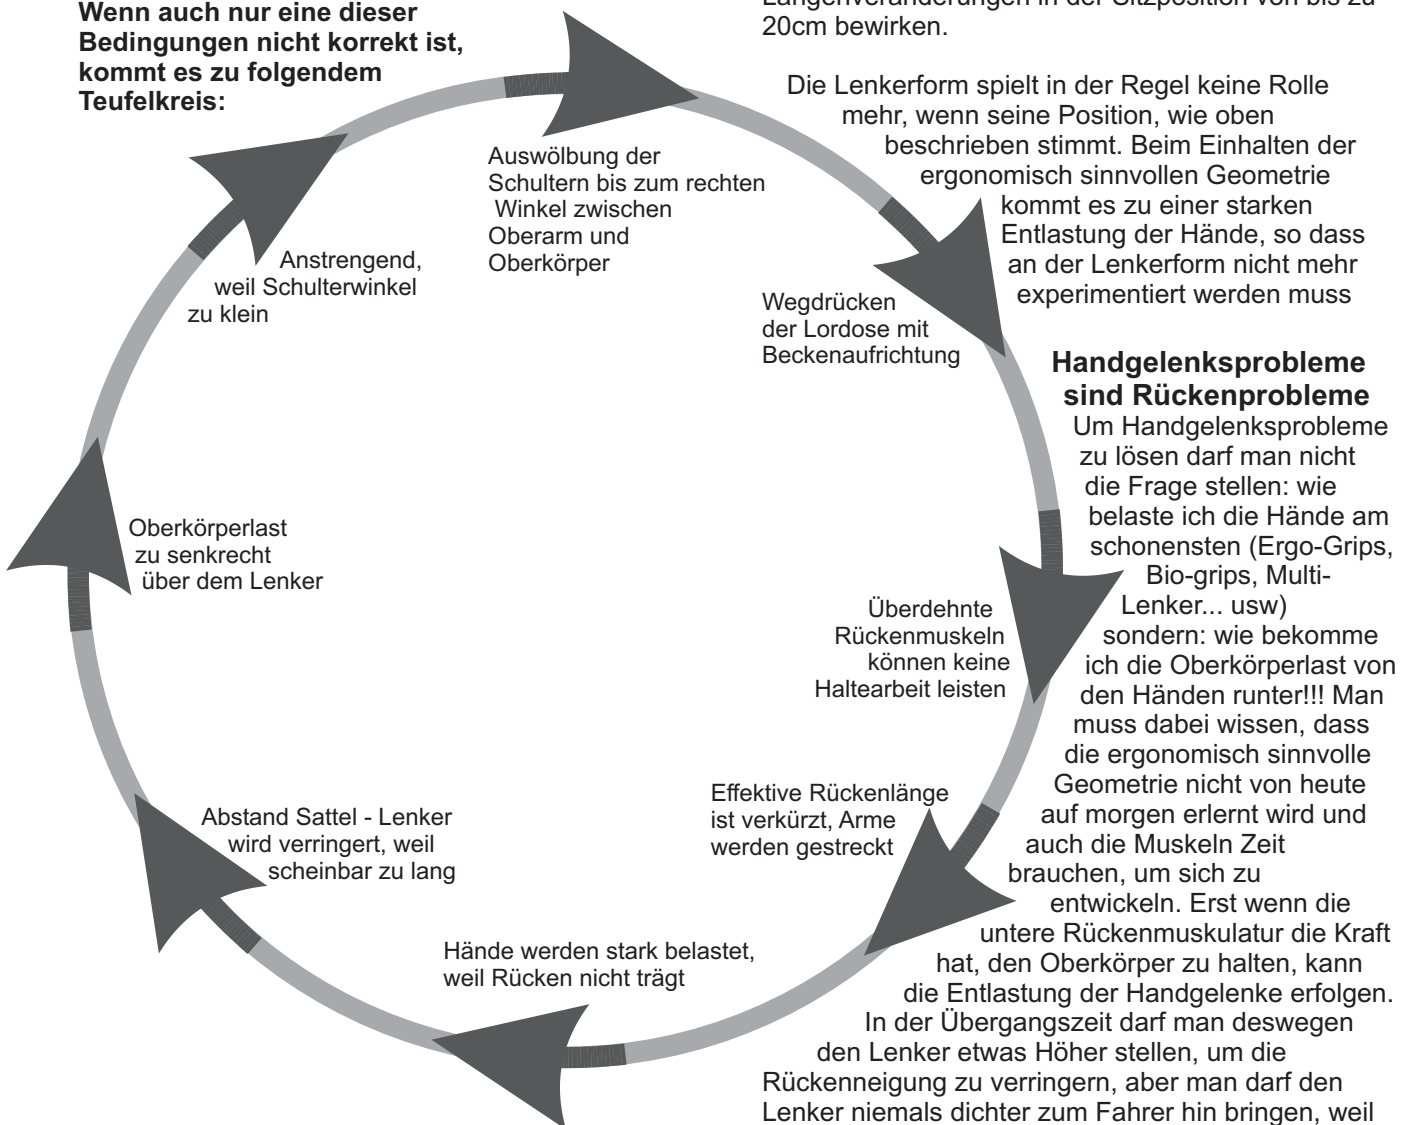 Wenn auch nur eine dieser
Bedingungen nicht korrekt ist,
kommt es zu folgendem
Teufelkreis:
Auswölbung der
Schultern bis zum rechten
Winkel zwischen
Oberarm und
Oberkörper
Wegdrücken
der Lordose mit
Beckenaufrichtung
Überdehnte
Rückenmuskeln
können keine
Haltearbeit leisten
Effektive Rückenlänge
ist verkürzt, Arme
werden gestreckt
Hände werden stark belastet,
weil Rücken nicht trägt
Abstand Sattel - Lenker
wird verringert, weil
scheinbar zu lang
Oberkörperlast
zu senkrecht
über dem Lenker
Anstrengend,
weil Schulterwinkel
zu klein
Längenveränderungen in der Sitzposition von bis zu
20cm bewirken.
Die Lenkerform spielt in der Regel keine Rolle
mehr, wenn seine Position, wie oben
beschrieben stimmt. Beim Einhalten der
ergonomisch sinnvollen Geometrie
kommt es zu einer starken
Entlastung der Hände, so dass
an der Lenkerform nicht mehr
experimentiert werden muss
Handgelenksprobleme
sind Rückenprobleme
Um Handgelenksprobleme
zu lösen darf man nicht
die Frage stellen: wie
belaste ich die Hände am
schonensten (Ergo-Grips,
Bio-grips, Multi-
Lenker... usw)
sondern: wie bekomme
ich die Oberkörperlast von
den Händen runter!!! Man
muss dabei wissen, dass
die ergonomisch sinnvolle
Geometrie nicht von heute
auf morgen erlernt wird und
auch die Muskeln Zeit
brauchen, um sich zu
entwickeln. Erst wenn die
untere Rückenmuskulatur die Kraft
hat, den Oberkörper zu halten, kann
die Entlastung der Handgelenke erfolgen.
In der Übergangszeit darf man deswegen
den Lenker etwas Höher stellen, um die
Rückenneigung zu verringern, aber man darf den
Lenker niemals dichter zum Fahrer hin bringen, weil